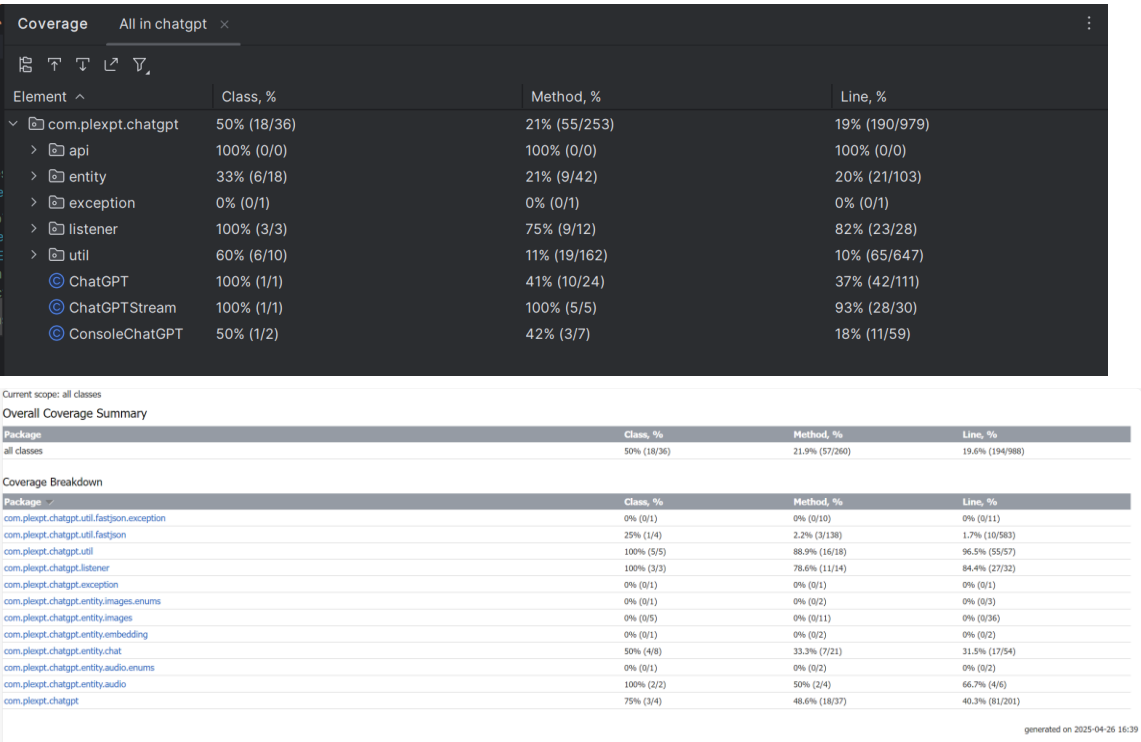 Coverage All in chatgpt ×
Element Class, % Method, % Line, %
com.plexpt.chatgpt 50% (18/36) 21% (55/253) 19% (190/979)
api 100% (0/0) 100% (0/0) 100% (0/0)
entity 33% (6/18) 21% (9/42) 20% (21/103)
exception 0% (0/1) 0% (0/1) 0% (0/1)
listener 100% (3/3) 75% (9/12) 82% (23/28)
util 60% (6/10) 11% (19/162) 10% (65/647)
C ChatGPT 100% (1/1) 41% (10/24) 37% (42/111)
C ChatGPTStream 100% (1/1) 100% (5/5) 93% (28/30)
C ConsoleChatGPT 50% (1/2) 42% (3/7) 18% (11/59)
Current scope: all classes
Overall Coverage Summary
Package Class, % Method, % Line, %
all classes 50% (18/36) 21.9% (57/260) 19.6% (194/988)
Coverage Breakdown
Package Class, % Method, % Line, %
com.plexpt.chatgpt.util.fastjson.exception 0% (0/1) 0% (0/10) 0% (0/11)
com.plexpt.chatgpt.util.fastjson 25% (1/4) 2.2% (3/138) 1.7% (10/583)
com.plexpt.chatgpt.util 100% (5/5) 88.9% (16/18) 96.5% (55/57)
com.plexpt.chatgpt.listener 100% (3/3) 78.6% (11/14) 84.4% (27/32)
com.plexpt.chatgpt.exception 0% (0/1) 0% (0/1) 0% (0/1)
com.plexpt.chatgpt.entity.images.enums 0% (0/1) 0% (0/2) 0% (0/3)
com.plexpt.chatgpt.entity.images 0% (0/5) 0% (0/11) 0% (0/36)
com.plexpt.chatgpt.entity.embedding 0% (0/1) 0% (0/2) 0% (0/2)
com.plexpt.chatgpt.entity.chat 50% (4/8) 33.3% (7/21) 31.5% (17/54)
com.plexpt.chatgpt.entity.audio.enums 0% (0/1) 0% (0/2) 0% (0/2)
com.plexpt.chatgpt.entity.audio 100% (2/2) 50% (2/4) 66.7% (4/6)
com.plexpt.chatgpt 75% (3/4) 48.6% (18/37) 40.3% (81/201)
generated on 2025-04-26 16:39